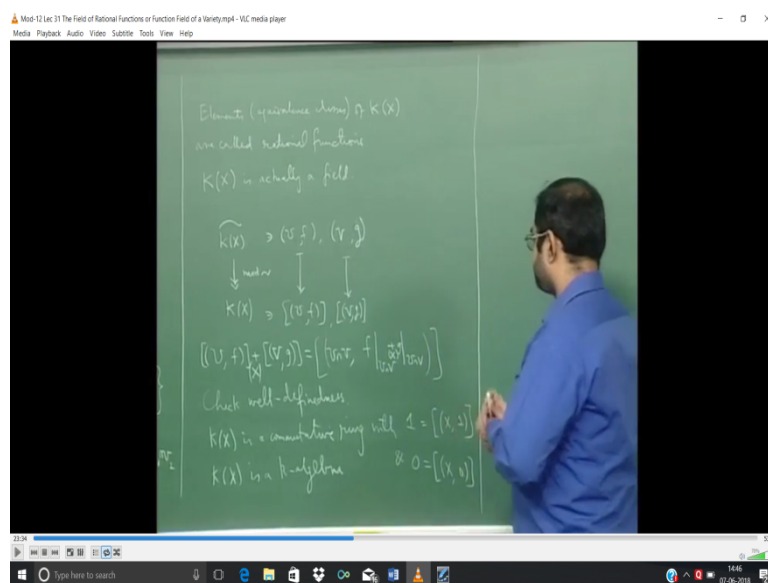 Mod-12 Lec 31 The Field of Rational Functions or Function Field of a Variety.mp4 - VLC media player
Media Playback Audio Video Subtitle Tools View Help
Elements (equivalence classes) of K(X)
are called rational functions
K(X) is actually a field.
K(X) ∋ (U, f), (V, g)
K(X) ∋ [(U, f)], [(V, g)]
[(U, f)] + [(V, g)] = [(U∩V, f|U∩V + g|U∩V)]
(x)
Check well-definedness
K(X) is a commutative ring with 1 = [(X, 1)]
K(X) is a k-algebra & 0 = [(X, 0)]
23:34
Type here to search
14:46
07-06-2018